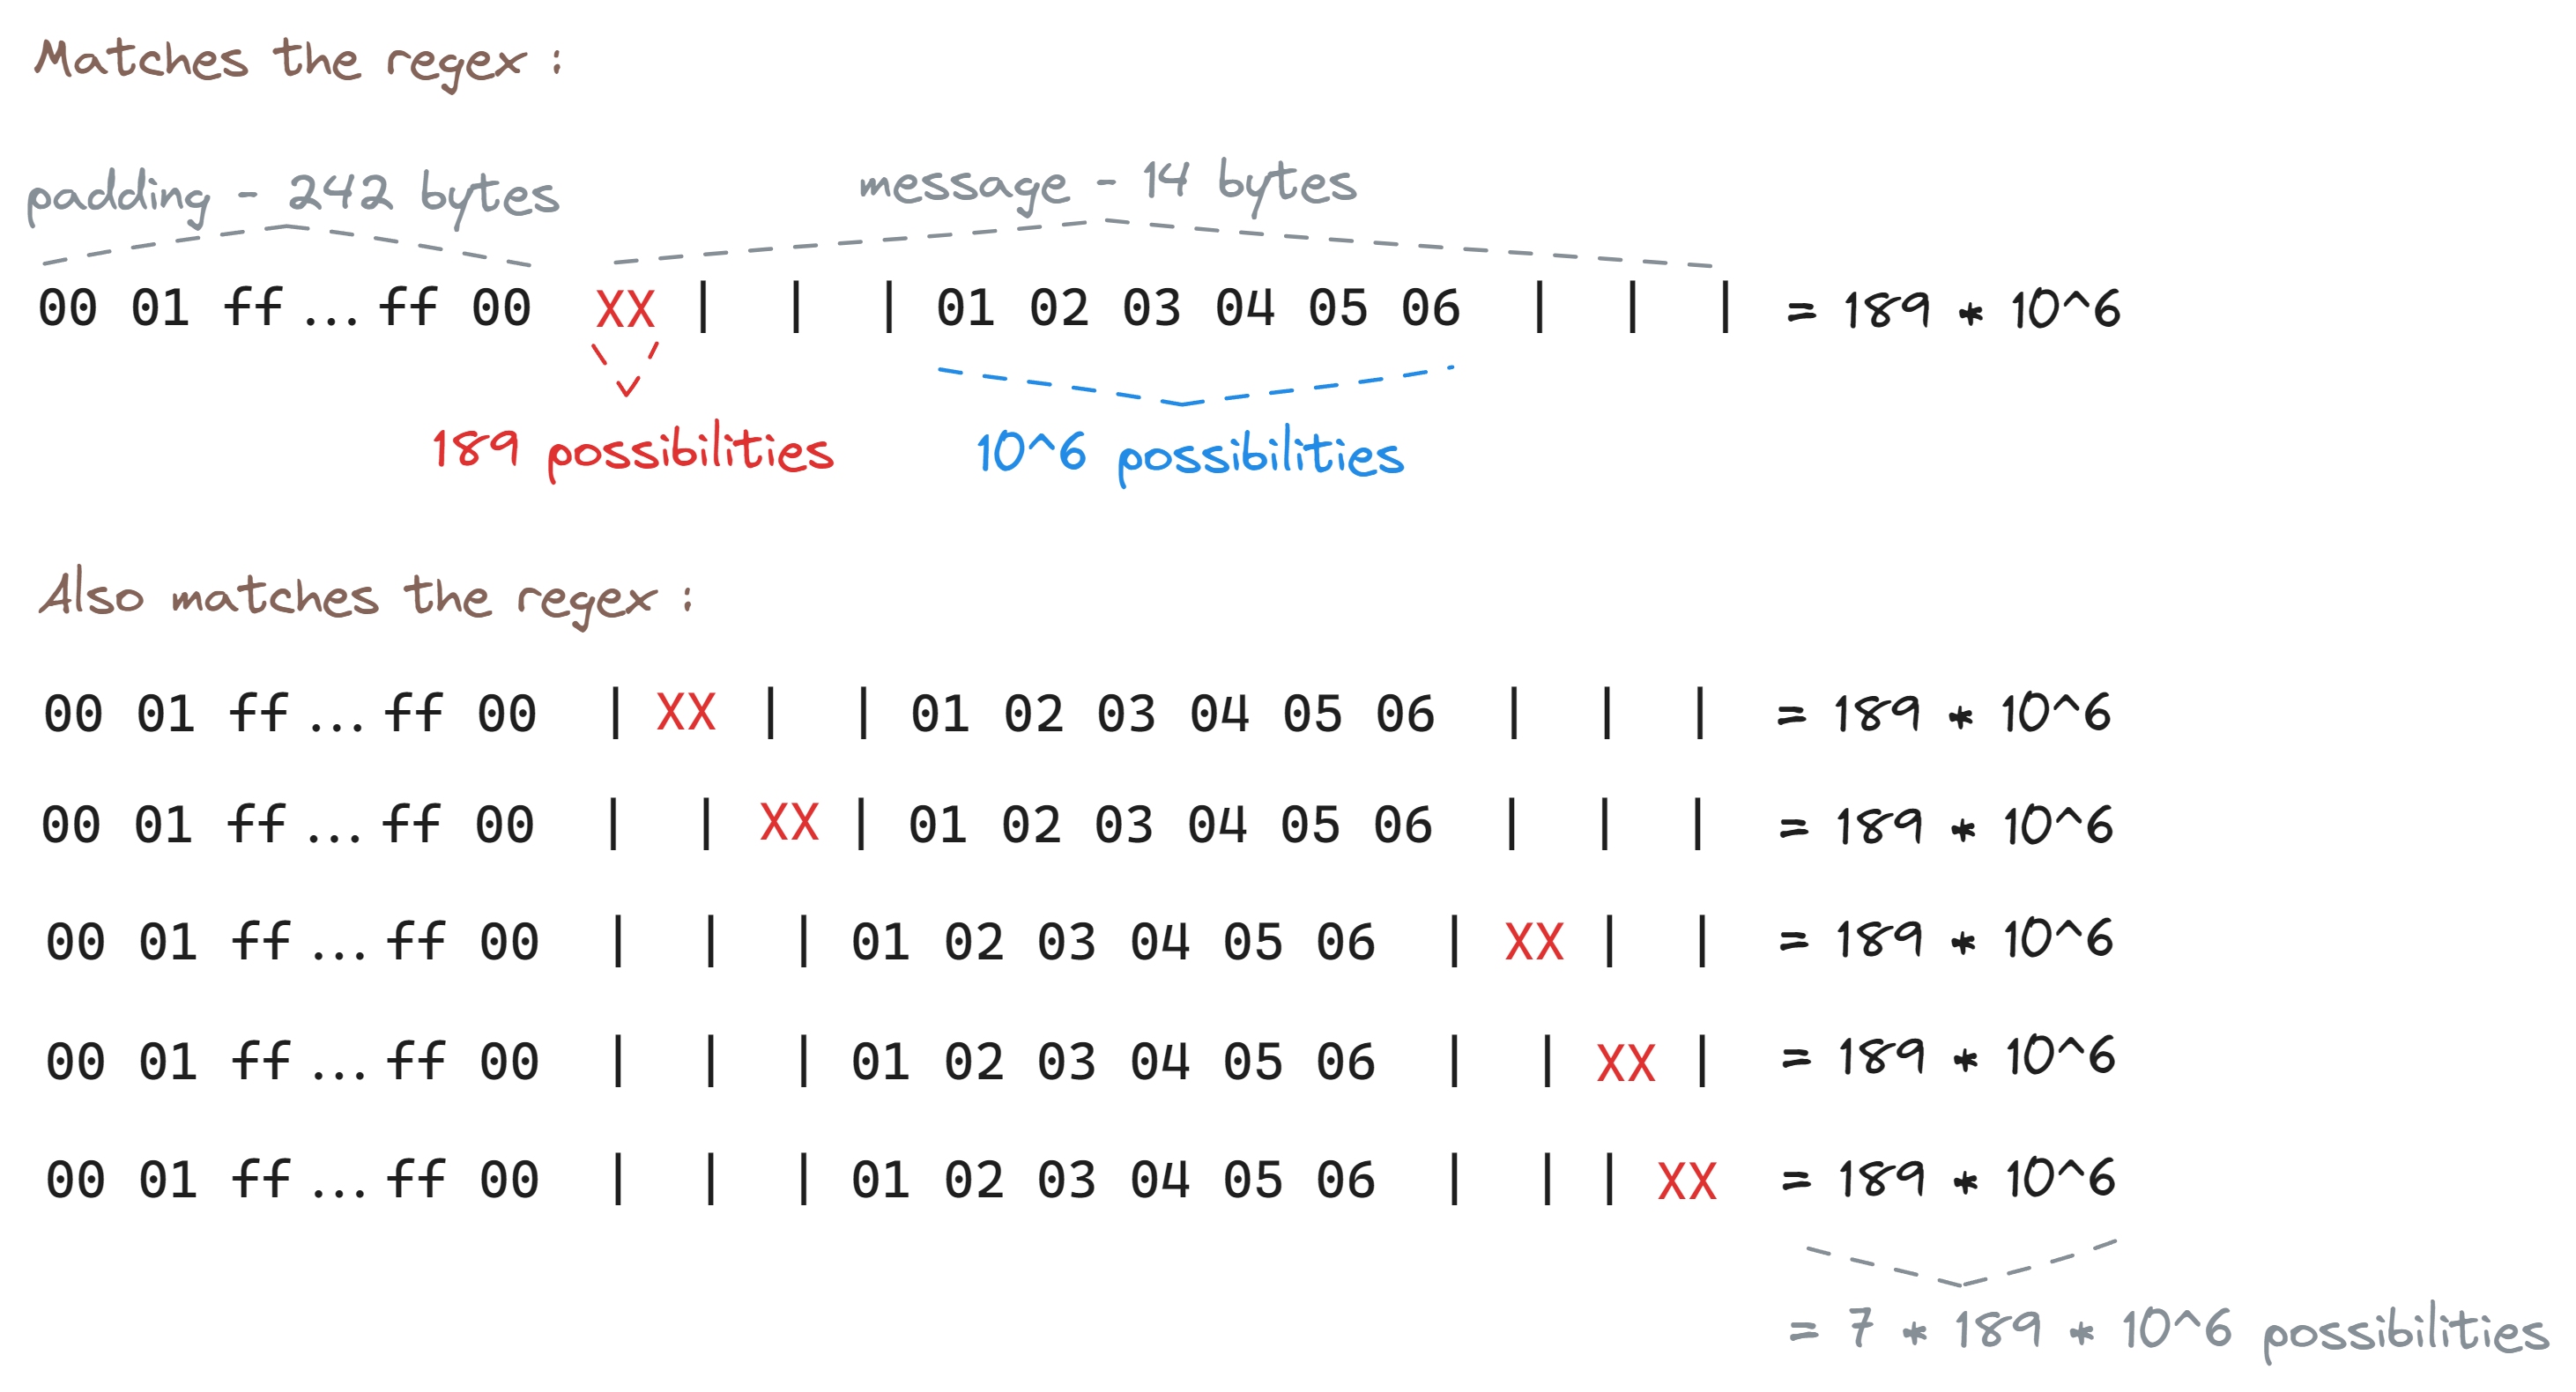 Matches the regex :
padding - 242 bytes
message - 14 bytes
00 01 ff ... ff 00 XX | | | 01 02 03 04 05 06 | | | = 189 * 10^6
189 possibilities
10^6 possibilities
Also matches the regex :
00 01 ff ... ff 00 | XX | | 01 02 03 04 05 06 | | | = 189 * 10^6
00 01 ff ... ff 00 | | XX | 01 02 03 04 05 06 | | | = 189 * 10^6
00 01 ff ... ff 00 | | | 01 02 03 04 05 06 | XX | | = 189 * 10^6
00 01 ff ... ff 00 | | | 01 02 03 04 05 06 | | XX | = 189 * 10^6
00 01 ff ... ff 00 | | | 01 02 03 04 05 06 | | | XX = 189 * 10^6
= 7 * 189 * 10^6 possibilities